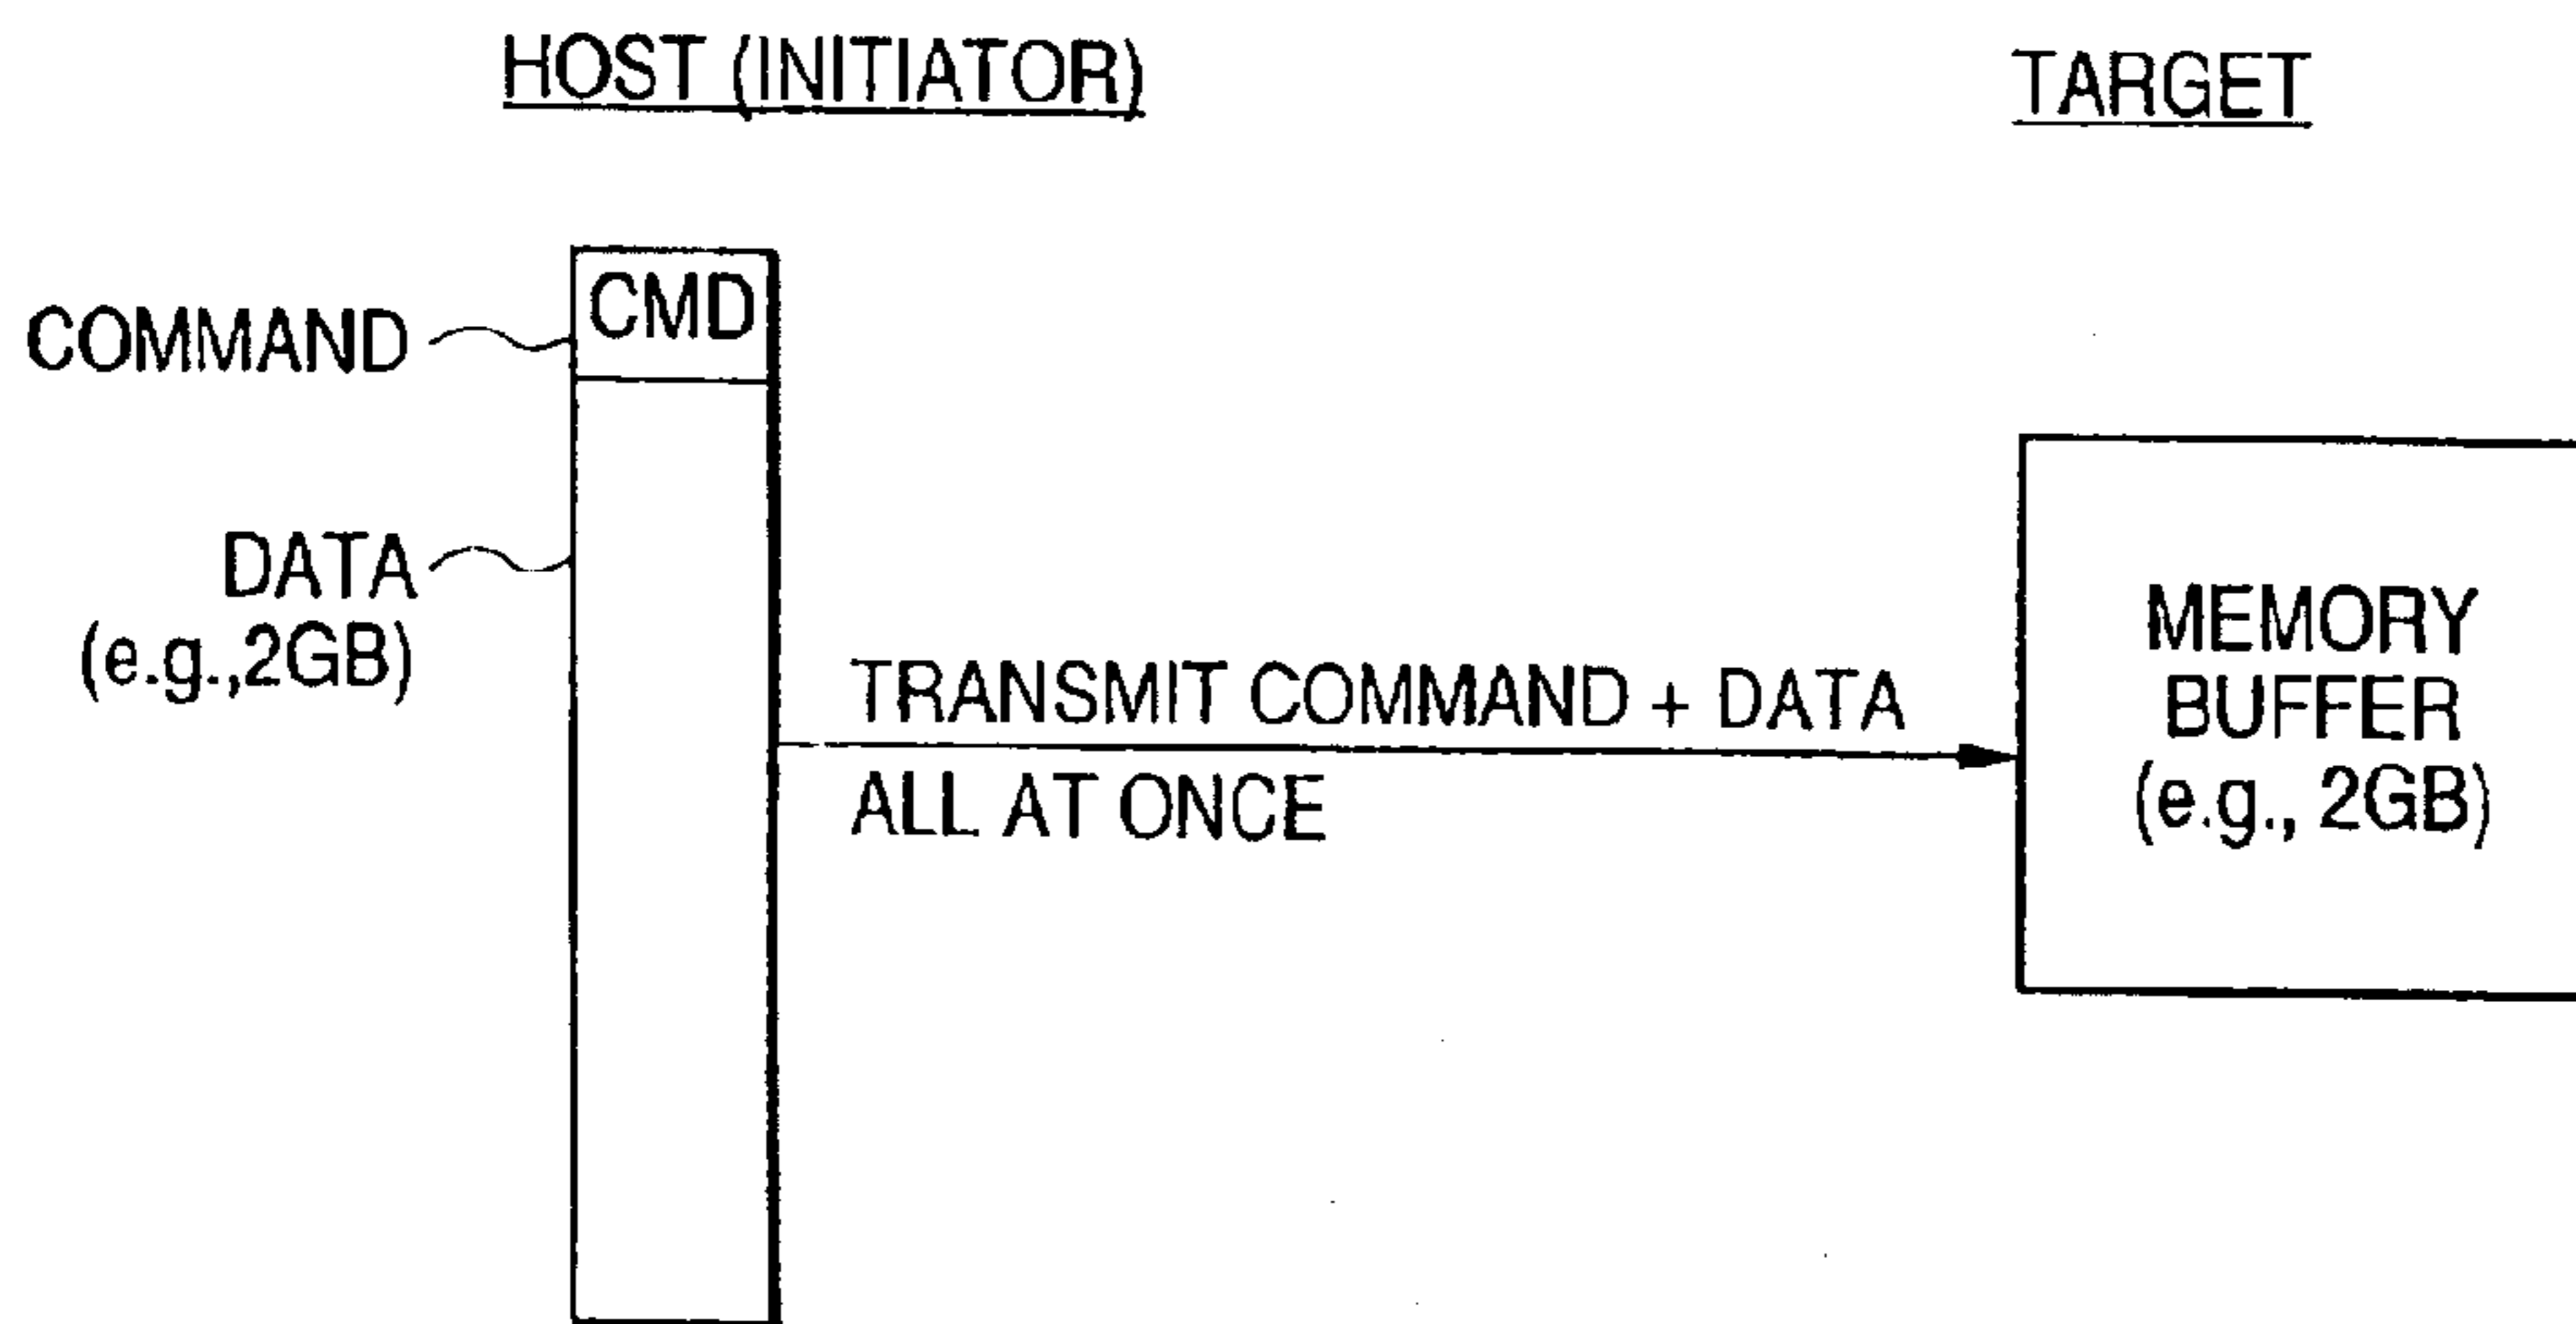 HOST (INITIATOR)
TARGET
CMD
COMMAND
DATA
(e.g.,2GB)
TRANSMIT COMMAND + DATA
ALL AT ONCE
MEMORY
BUFFER
(e.g., 2GB)